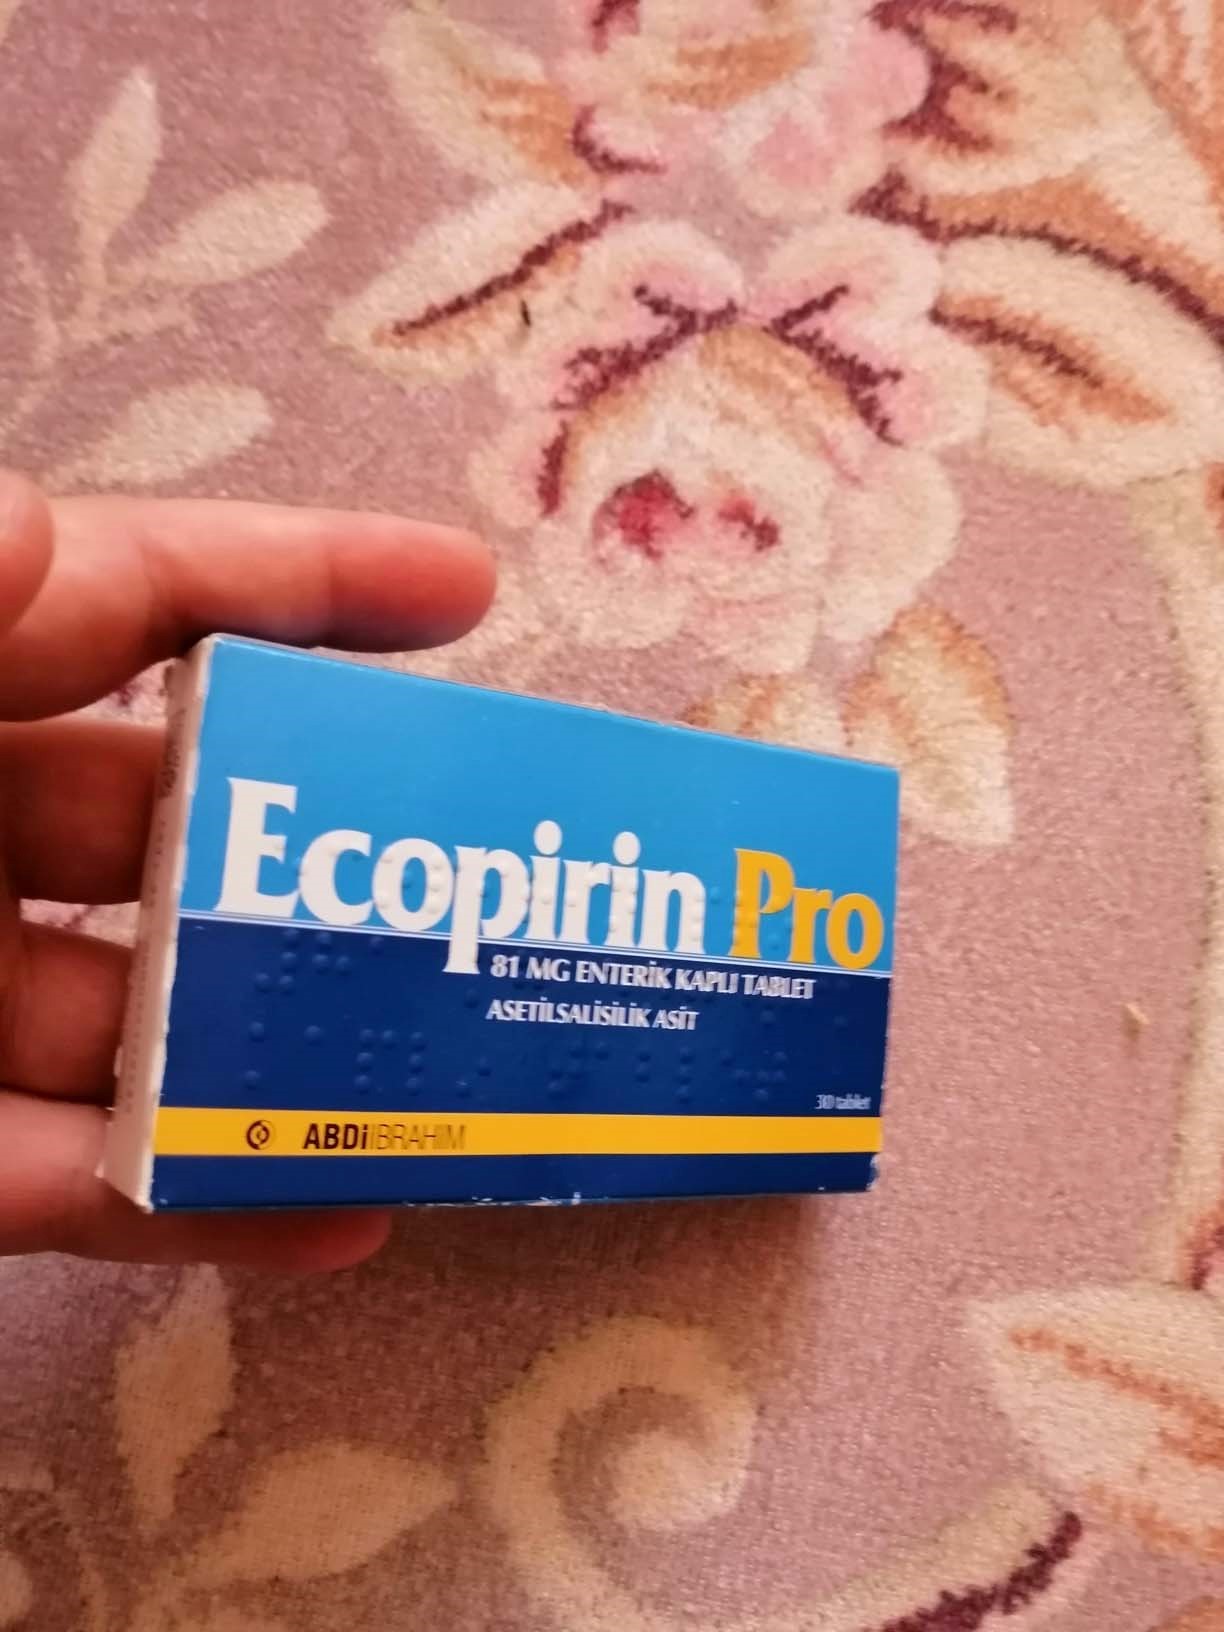 Ecopirin Pro
81 MG ENTERİK KAPLI TABLET
ASETİLSALİSİLİK ASİT
30 tablet
ABDİİBRAHİM